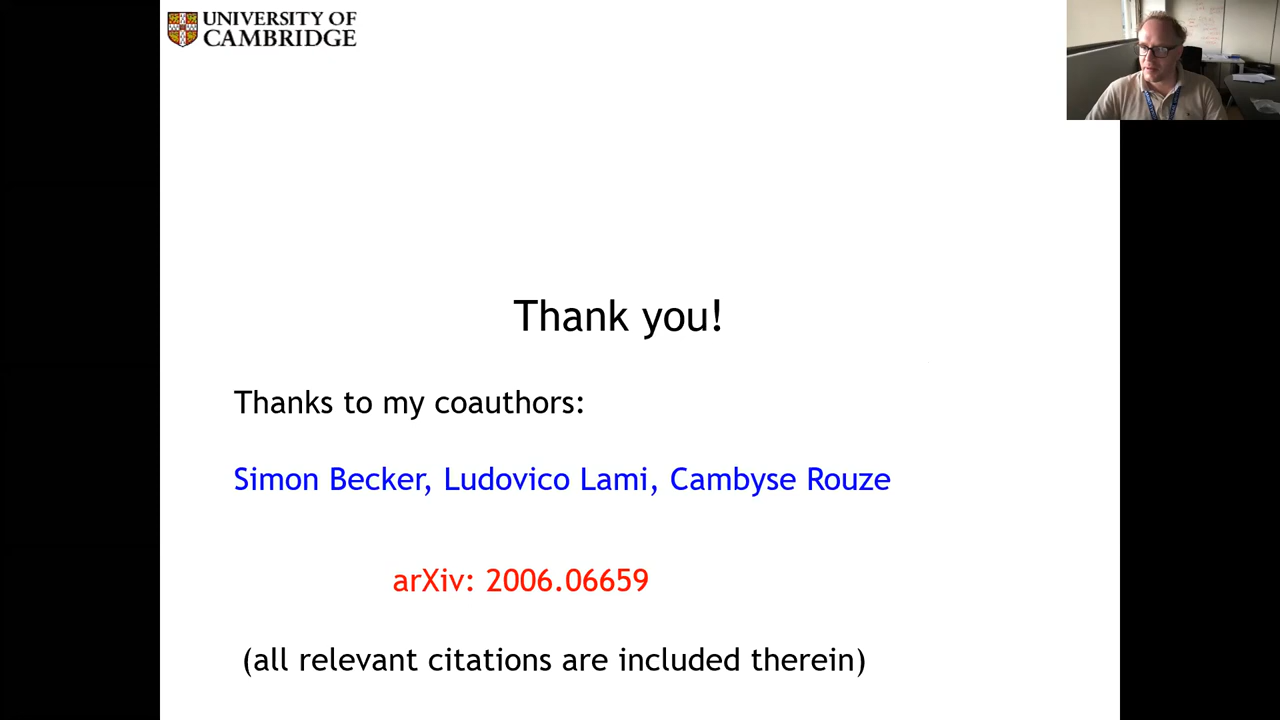 UNIVERSITY OF
CAMBRIDGE
Thank you!
Thanks to my coauthors:
Simon Becker, Ludovico Lami, Cambyse Rouze
arXiv: 2006.06659
(all relevant citations are included therein)